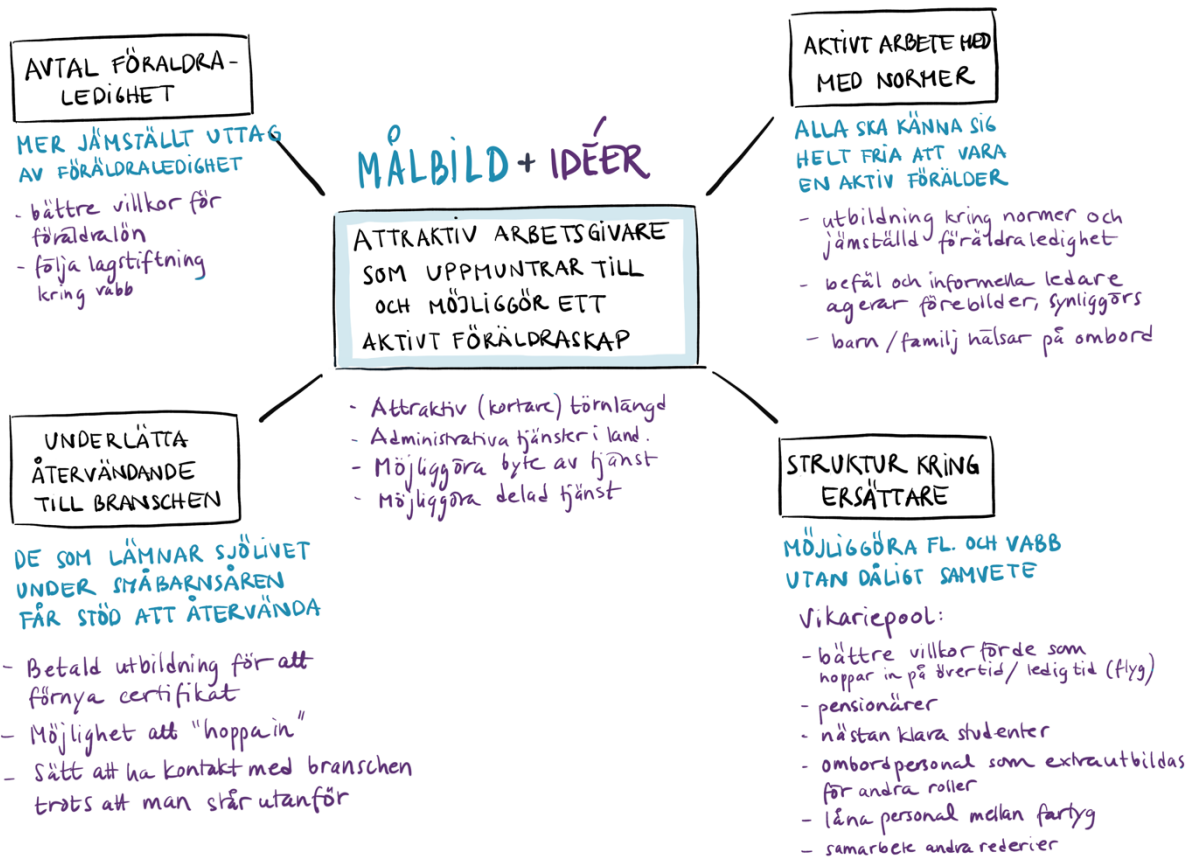 MÅLBILD + IDÉER
ATTRAKTIV ARBETSGIVARE
SOM UPPMUNTRAR TILL
OCH MÖJLIGGÖR ETT
AKTIVT FÖRÄLDRASKAP
- Attraktiv (kortare) törnlängd
- Administrativa tjänster i land.
- Möjliggöra byte av tjänst
- Möjliggöra delad tjänst
AVTAL FÖRALDRA-
LEDIGHET
MER JÄMSTÄLLT UTTAG
AV FÖRÄLDRALEDIGHET
- bättre villkor för
föräldralön
- följa lagstiftning
kring vabb
AKTIVT ARBETE MED
MED NORMER
ALLA SKA KÄNNA SIG
HELT FRIA ATT VARA
EN AKTIV FÖRÄLDER
- utbildning kring normer och
jämställd föräldraledighet
- befäl och informella ledare
agerar förebilder, synliggörs
- barn / familj hälsar på ombord
UNDERLÄTTA
ÅTERVÄNDANDE
TILL BRANSCHEN
DE SOM LÄMNAR SJÖLIVET
UNDER SMÅBARNSÅREN
FÅR STÖD ATT ÅTERVÄNDA
- Betald utbildning för att
förnya certifikat
- Möjlighet att "hoppa in"
- Sätt att ha kontakt med branschen
trots att man står utanför
STRUKTUR KRING
ERSÄTTARE
MÖJLIGGÖRA FL. OCH VABB
UTAN DÅLIGT SAMVETE
Vikariepool:
- bättre villkor för de som
hoppar in på övertid / ledig tid (flyg)
- pensionärer
- nästan klara studenter
- ombordpersonal som extrautbildas
för andra roller
- låna personal mellan fartyg
- samarbete andra rederier